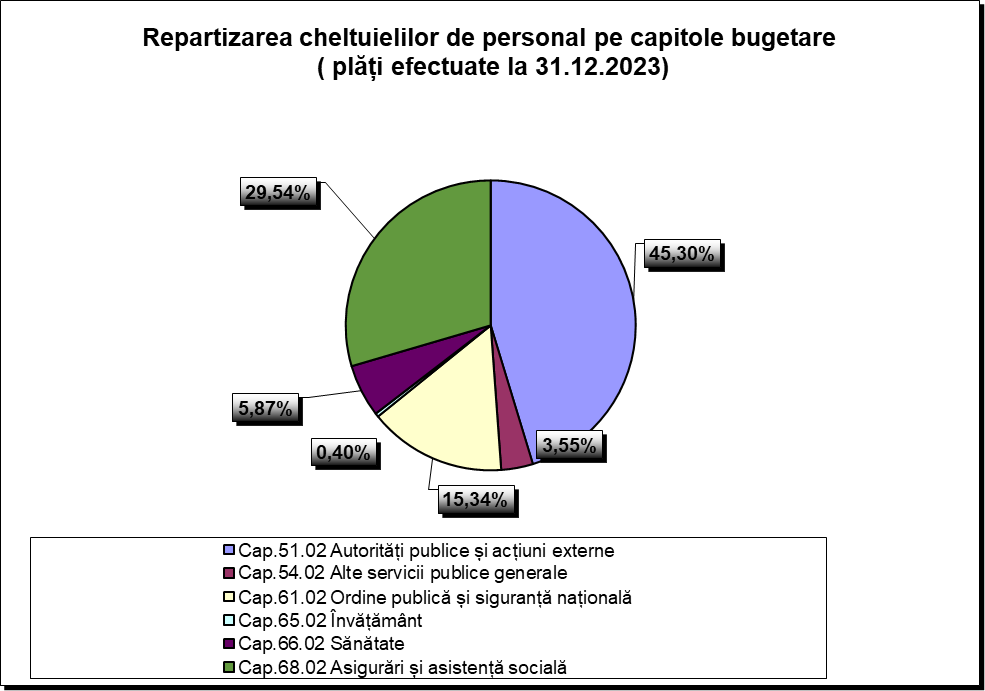 Repartizarea cheltuielilor de personal pe capitole bugetare
( plăți efectuate la 31.12.2023)
29,54%
45,30%
5,87%
0,40%
3,55%
15,34%
Cap.51.02 Autorități publice și acțiuni externe
Cap.54.02 Alte servicii publice generale
Cap.61.02 Ordine publică și siguranță națională
Cap.65.02 Învățământ
Cap.66.02 Sănătate
Cap.68.02 Asigurări și asistență socială